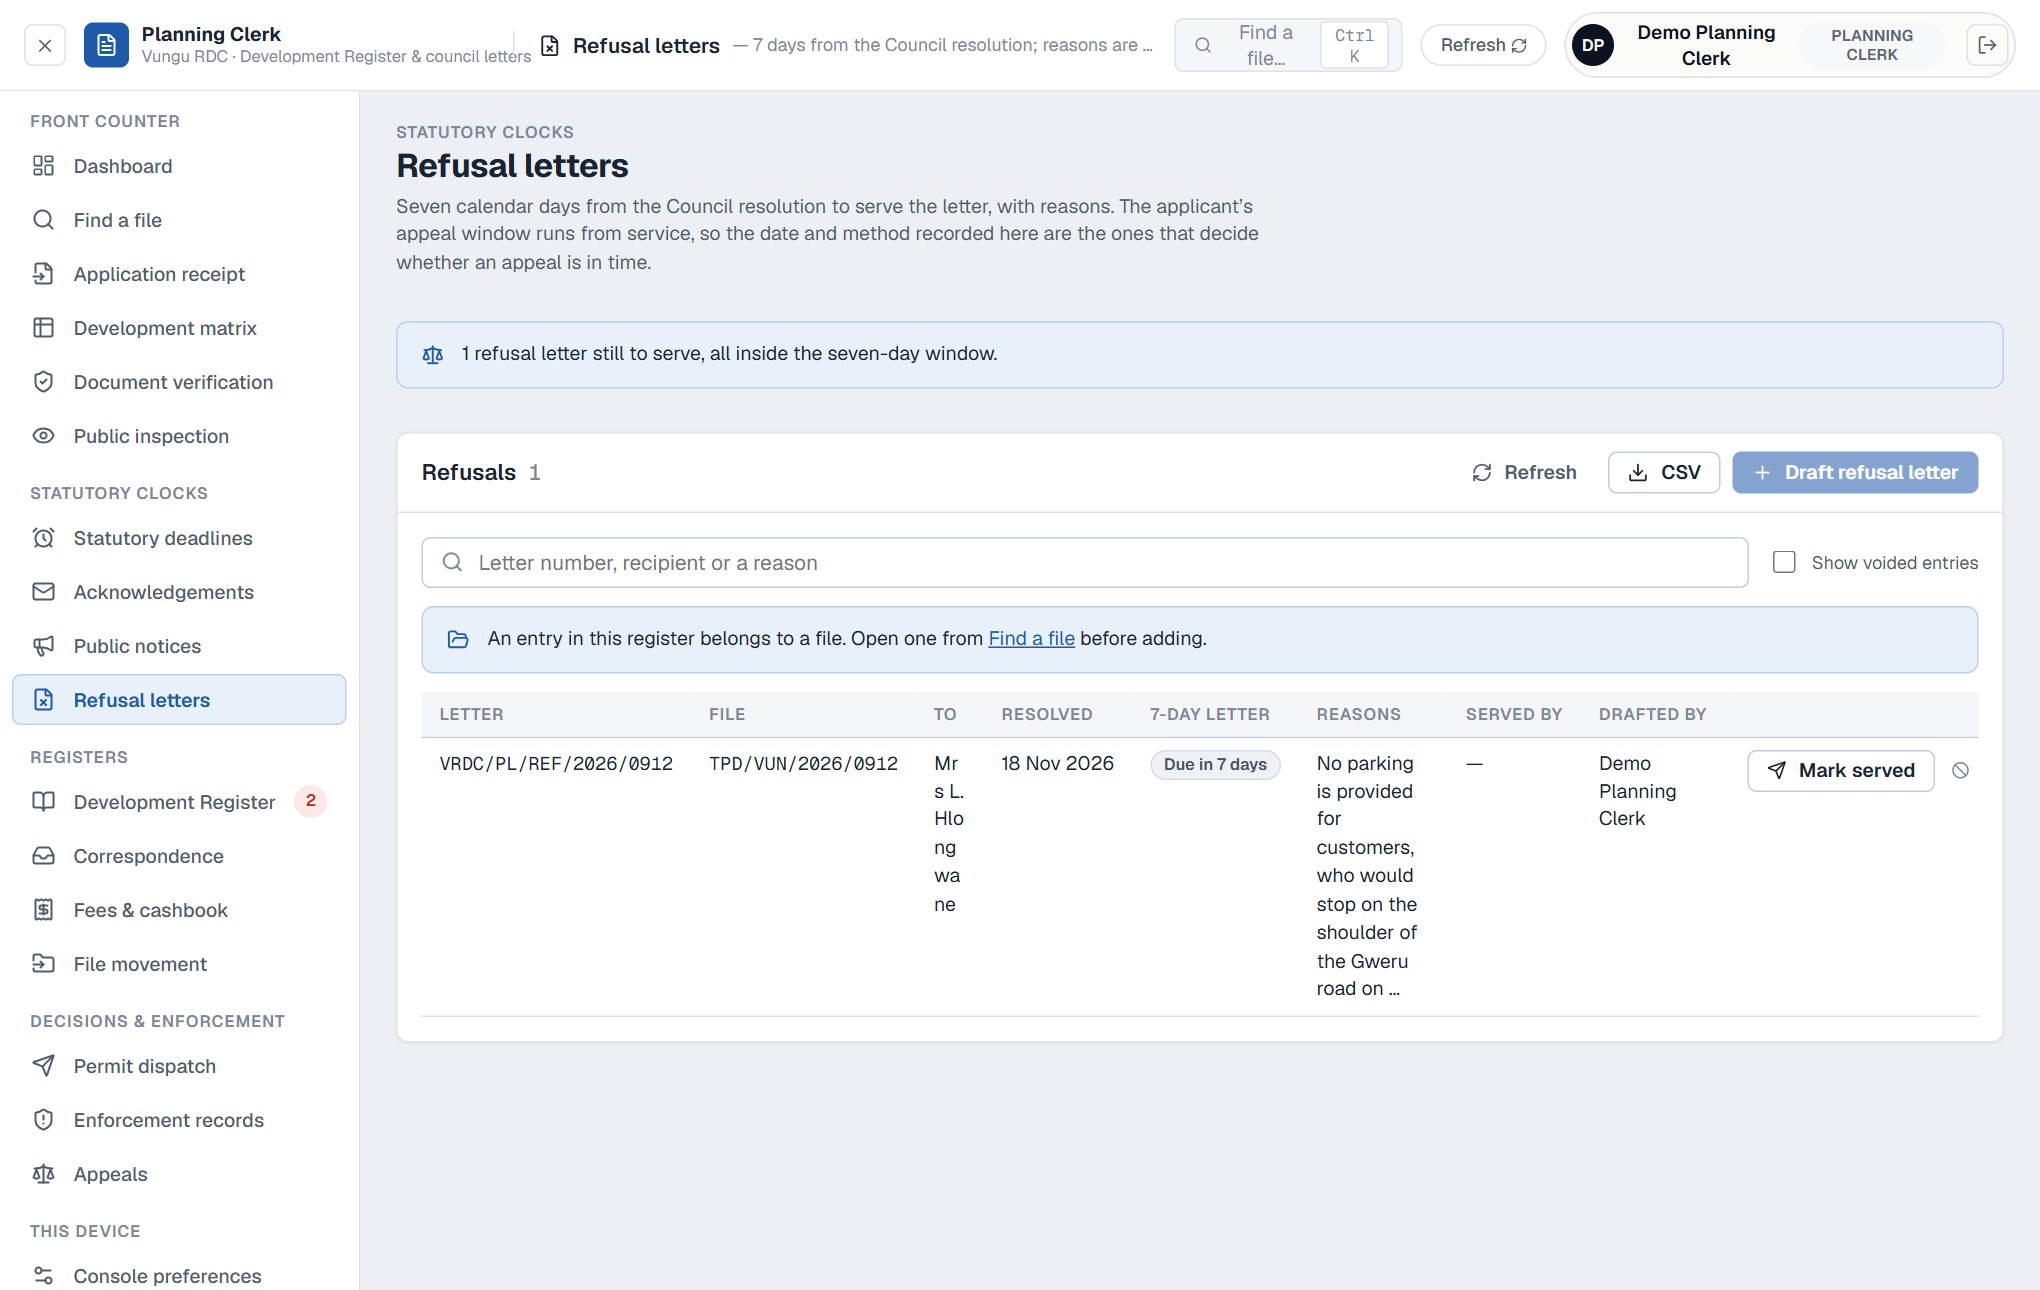 Planning Clerk
Vungu RDC · Development Register & council letters
Refusal letters — 7 days from the Council resolution; reasons are ...
Find a file...
Ctrl K
Refresh
DP
Demo Planning Clerk
PLANNING CLERK
FRONT COUNTER
Dashboard
Find a file
Application receipt
Development matrix
Document verification
Public inspection
STATUTORY CLOCKS
Statutory deadlines
Acknowledgements
Public notices
Refusal letters
REGISTERS
Development Register 2
Correspondence
Fees & cashbook
File movement
DECISIONS & ENFORCEMENT
Permit dispatch
Enforcement records
Appeals
THIS DEVICE
Console preferences
STATUTORY CLOCKS
Refusal letters
Seven calendar days from the Council resolution to serve the letter, with reasons. The applicant's
appeal window runs from service, so the date and method recorded here are the ones that decide
whether an appeal is in time.
1 refusal letter still to serve, all inside the seven-day window.
Refusals 1
Refresh
CSV
+ Draft refusal letter
Letter number, recipient or a reason
Show voided entries
An entry in this register belongs to a file. Open one from Find a file before adding.
LETTER FILE TO RESOLVED 7-DAY LETTER REASONS SERVED BY DRAFTED BY
VRDC/PL/REF/2026/0912
TPD/VUN/2026/0912
Mr
s L.
Hlo
ng
wa
ne
18 Nov 2026
Due in 7 days
No parking
is provided
for
customers,
who would
stop on the
shoulder of
the Gweru
road on ...
—
Demo
Planning
Clerk
Mark served